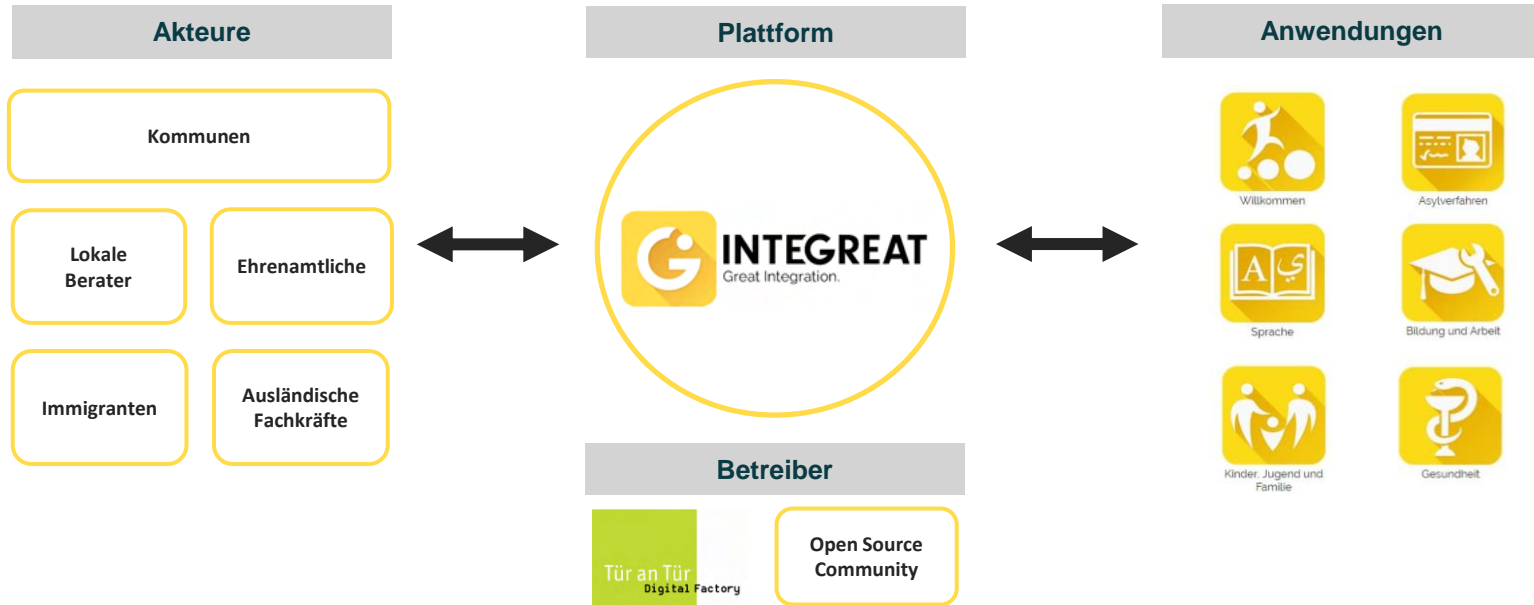 Akteure
Kommunen
Lokale
Berater
Ehrenamtliche
Immigranten
Ausländische
Fachkräfte
Plattform
INTEGREAT
Great Integration.
Betreiber
Tür an Tür
Digital Factory
Open Source
Community
Anwendungen
Willkommen
Asylverfahren
A ي
Sprache
Bildung und Arbeit
Kinder, Jugend und
Familie
Gesundheit